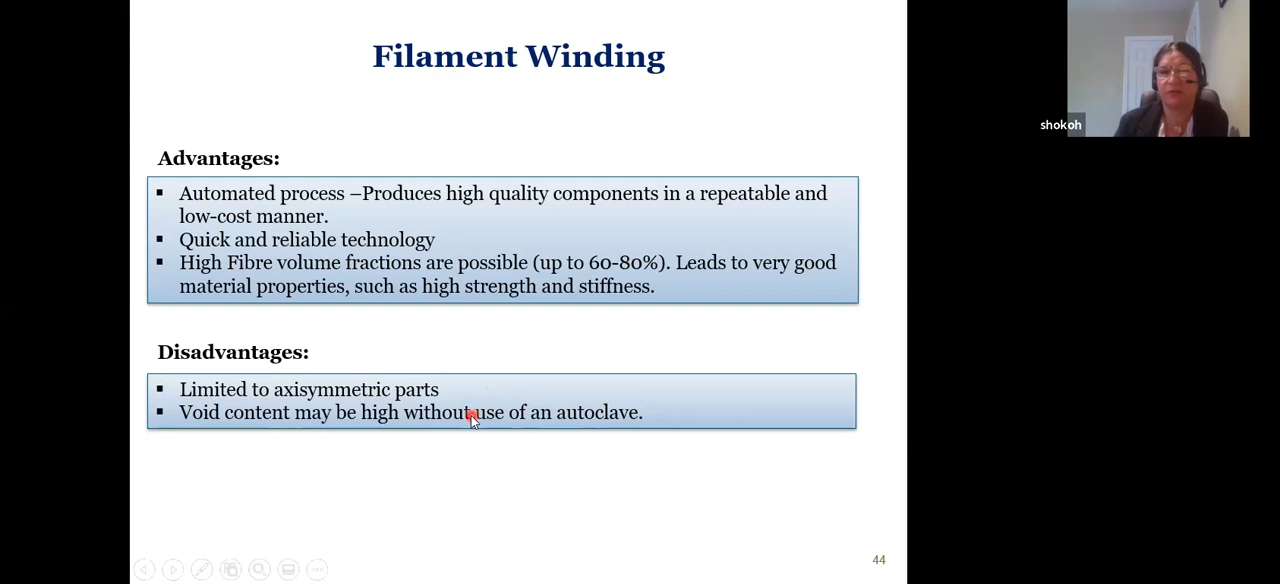 Filament Winding
shokoh
Advantages:
▪ Automated process –Produces high quality components in a repeatable and
low-cost manner.
▪ Quick and reliable technology
▪ High Fibre volume fractions are possible (up to 60-80%). Leads to very good
material properties, such as high strength and stiffness.
Disadvantages:
▪ Limited to axisymmetric parts
▪ Void content may be high without use of an autoclave.
44